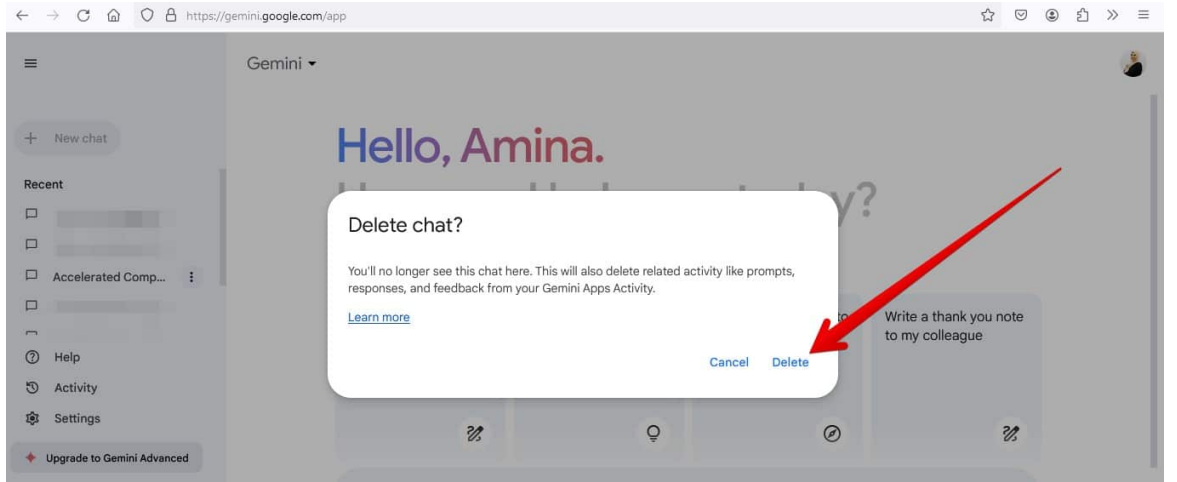 https://gemini.google.com/app
Gemini
New chat
Hello, Amina.
Recent
Delete chat?
You'll no longer see this chat here. This will also delete related activity like prompts,
responses, and feedback from your Gemini Apps Activity.
Learn more
Cancel Delete
Accelerated Comp...
Write a thank you note
to my colleague
Help
Activity
Settings
Upgrade to Gemini Advanced